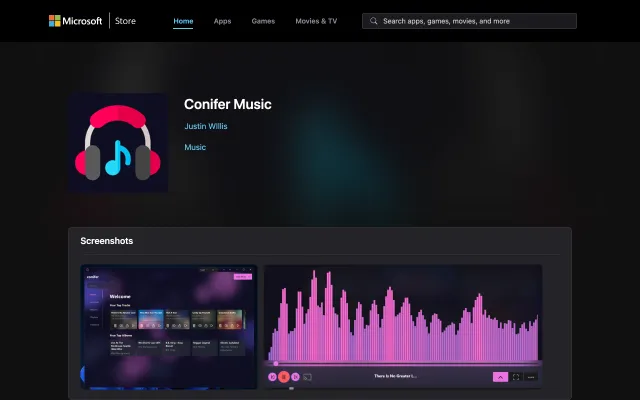 Microsoft
Store
Home
Apps
Games
Movies & TV
Search apps, games, movies, and more
Conifer Music
Justin Willis
Music
Screenshots
conifer
Welcome
Your Top Tracks
Your Top Albums
There Is No Greater L...